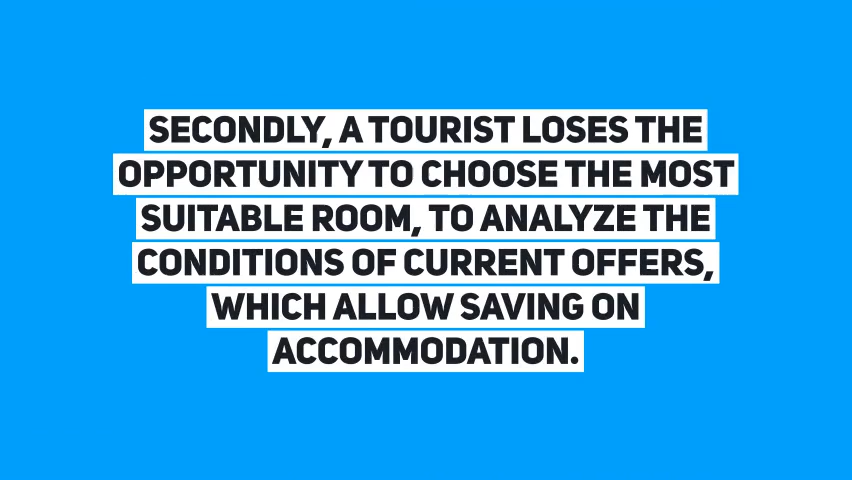 SECONDLY, A TOURIST LOSES THE
OPPORTUNITY TO CHOOSE THE MOST
SUITABLE ROOM, TO ANALYZE THE
CONDITIONS OF CURRENT OFFERS,
WHICH ALLOW SAVING ON
ACCOMMODATION.